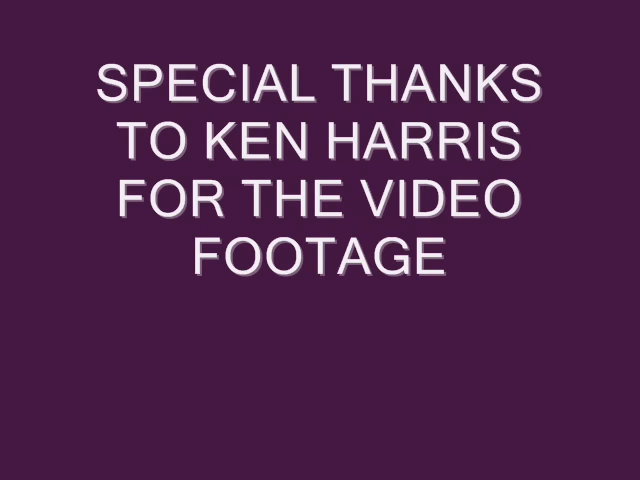 SPECIAL THANKS
TO KEN HARRIS
FOR THE VIDEO
FOOTAGE